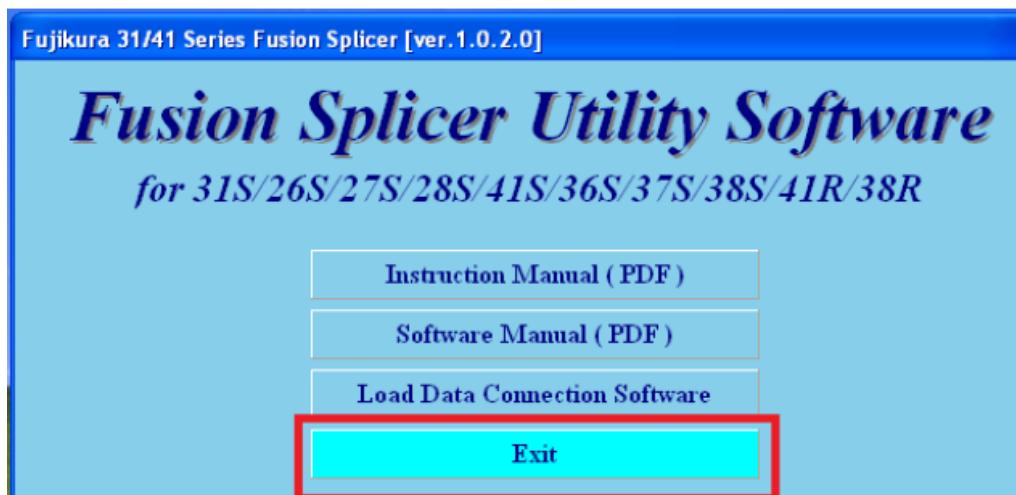 Fujikura 31/41 Series Fusion Splicer [ver.1.0.2.0]
Fusion Splicer Utility Software
for 31S/26S/27S/28S/41S/36S/37S/38S/41R/38R
Instruction Manual ( PDF )
Software Manual ( PDF )
Load Data Connection Software
Exit